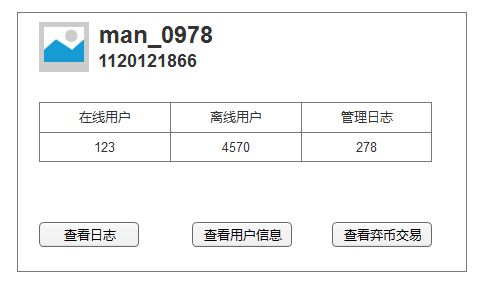 man_0978
1120121866
在线用户 离线用户 管理日志
123 4570 278
查看日志 查看用户信息 查看弈币交易